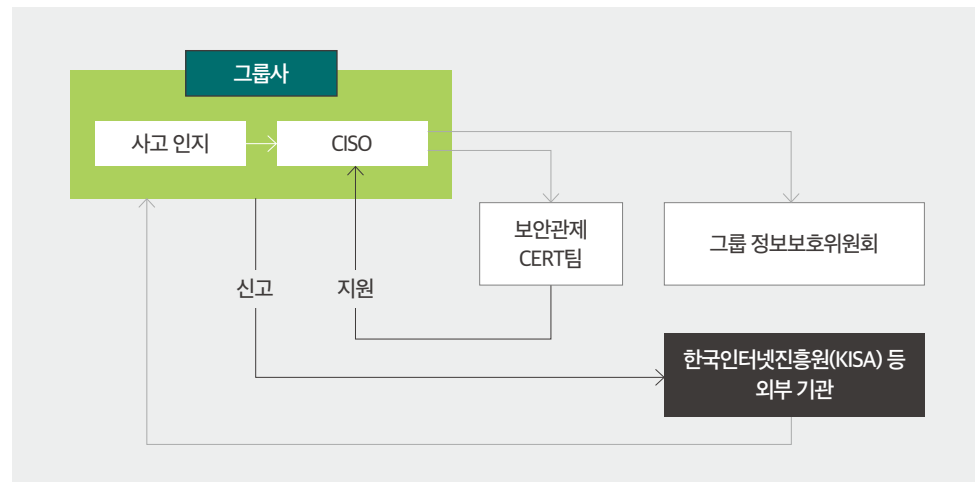 그룹사
사고 인지
CISO
보안관제
CERT팀
그룹 정보보호위원회
신고
지원
한국인터넷진흥원(KISA) 등
외부 기관